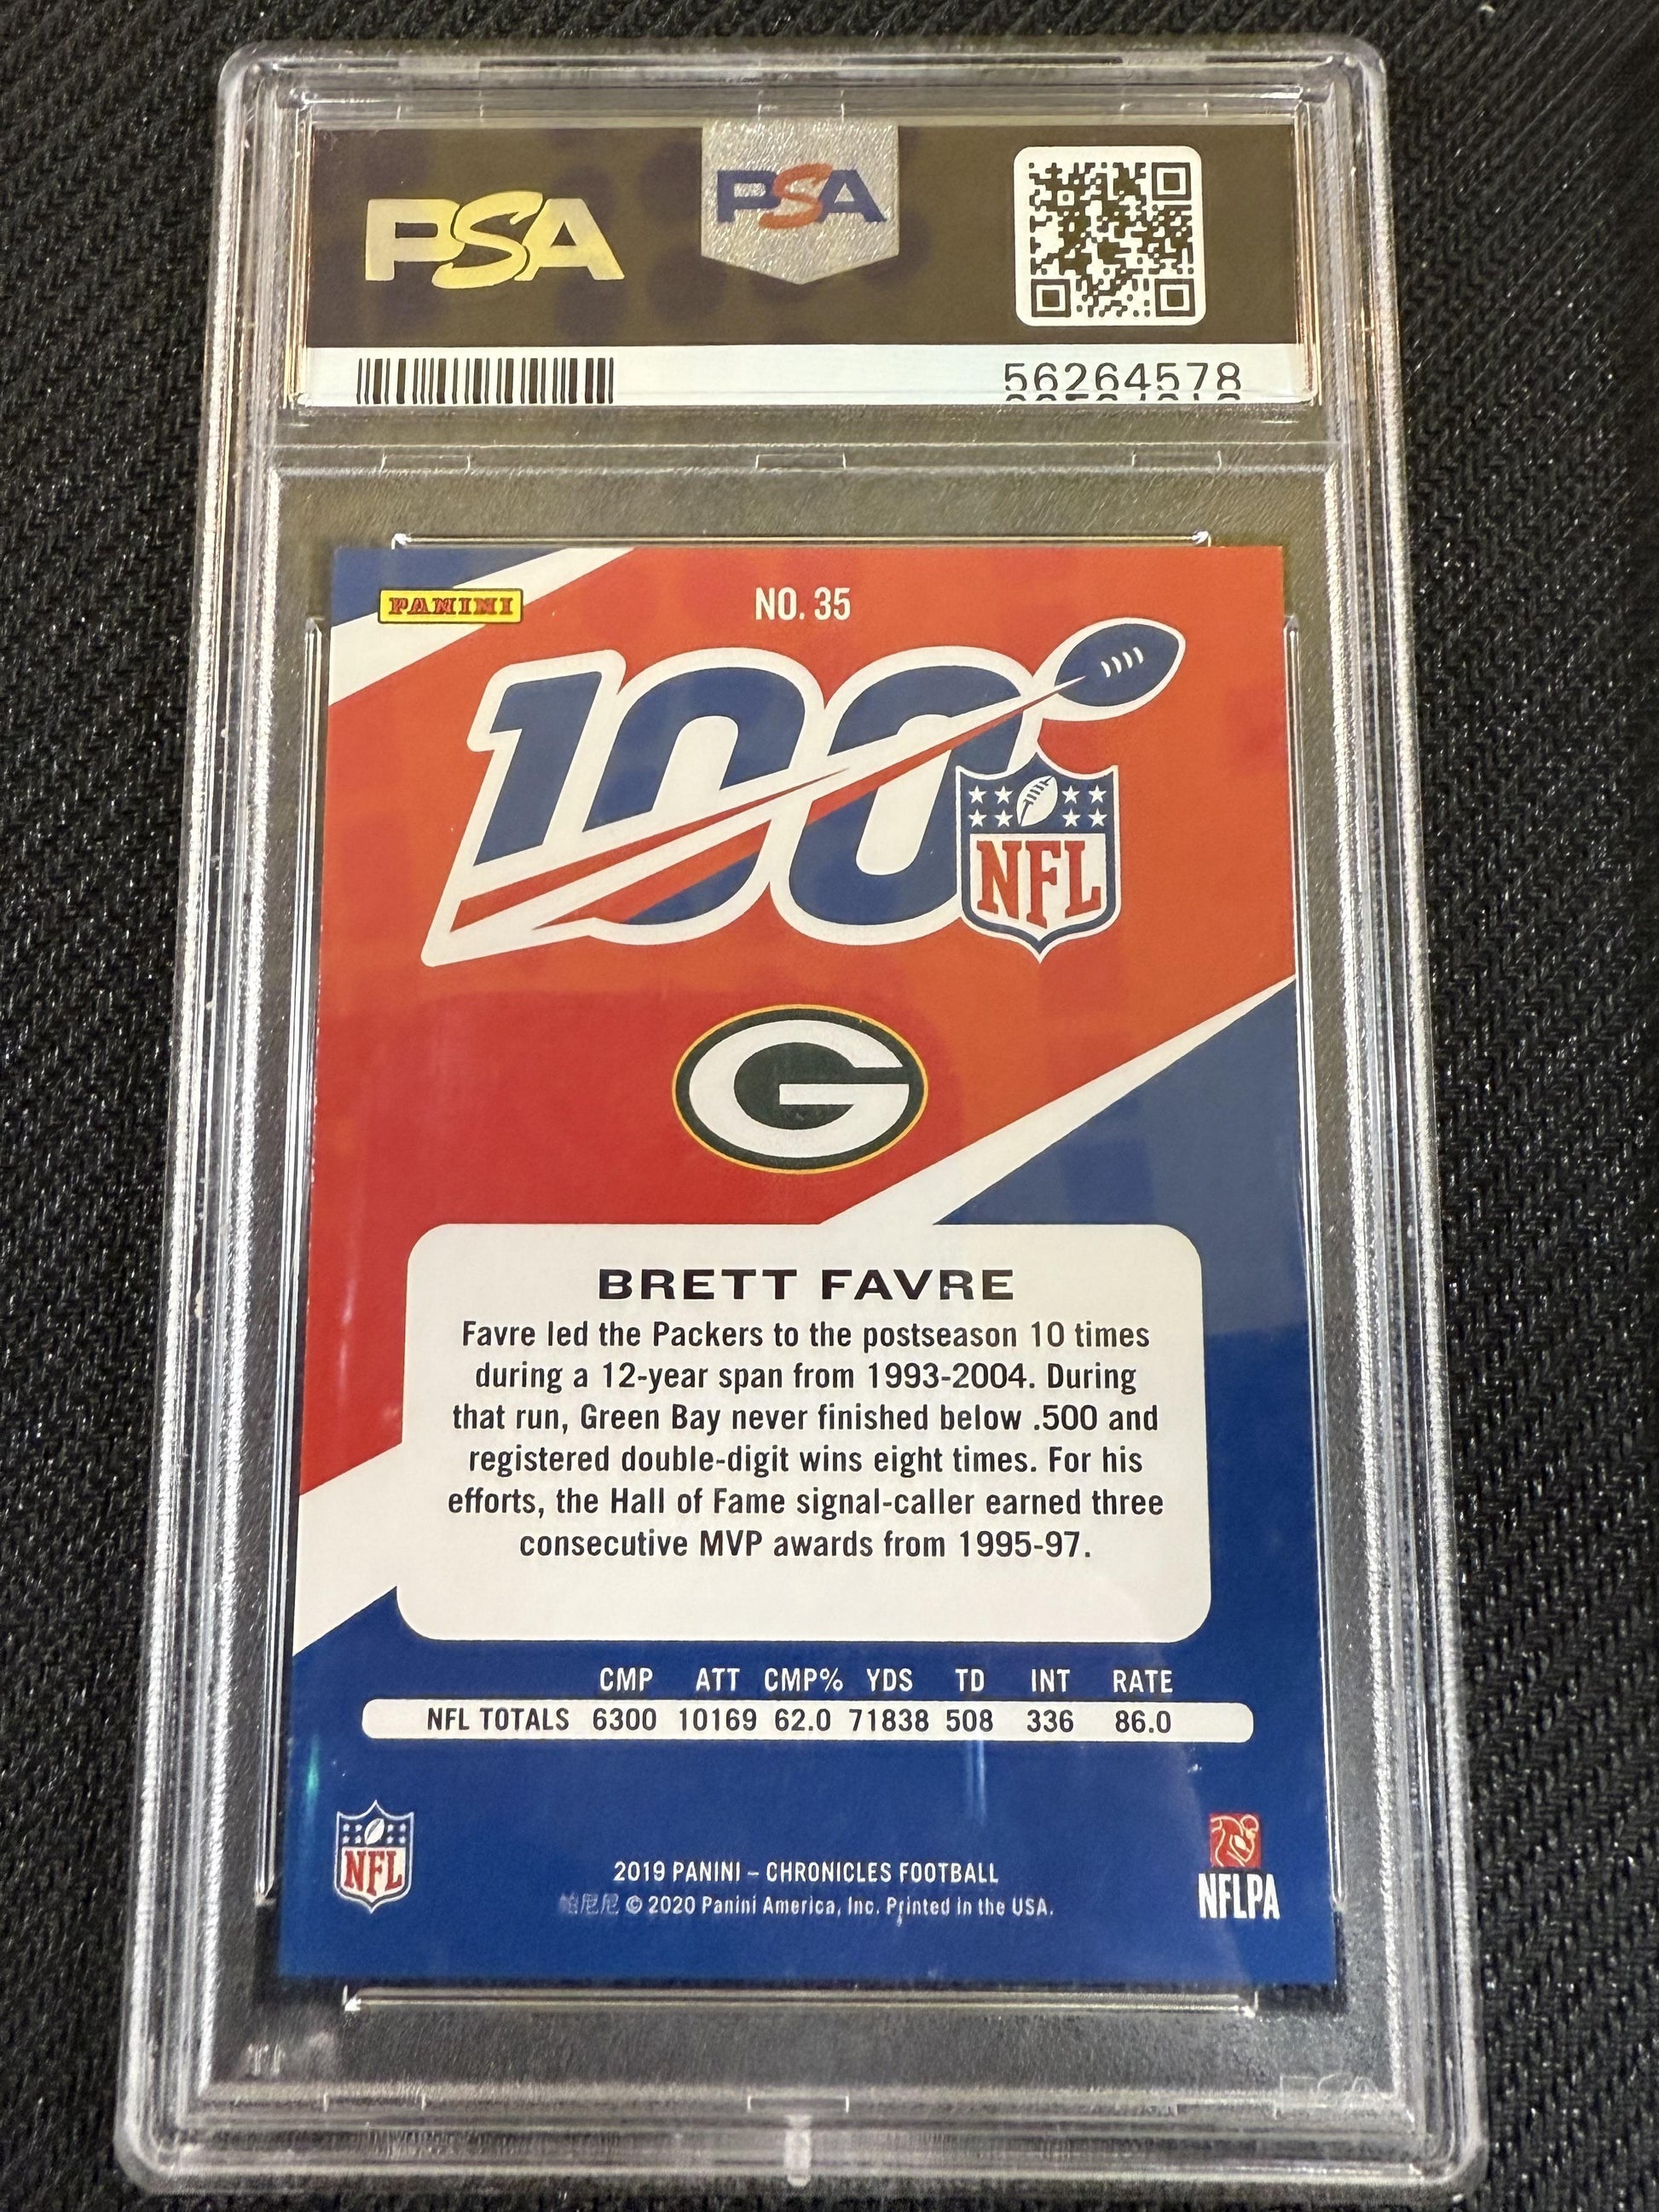 PSA
PSA
56264578
PANINI
NO. 35
100
NFL
G
BRETT FAVRE
Favre led the Packers to the postseason 10 times
during a 12-year span from 1993-2004. During
that run, Green Bay never finished below .500 and
registered double-digit wins eight times. For his
efforts, the Hall of Fame signal-caller earned three
consecutive MVP awards from 1995-97.
CMP ATT CMP% YDS TD INT RATE
NFL TOTALS 6300 10169 62.0 71838 508 336 86.0
NFL
2019 PANINI – CHRONICLES FOOTBALL
帕尼尼 © 2020 Panini America, Inc. Printed in the USA.
NFLPA